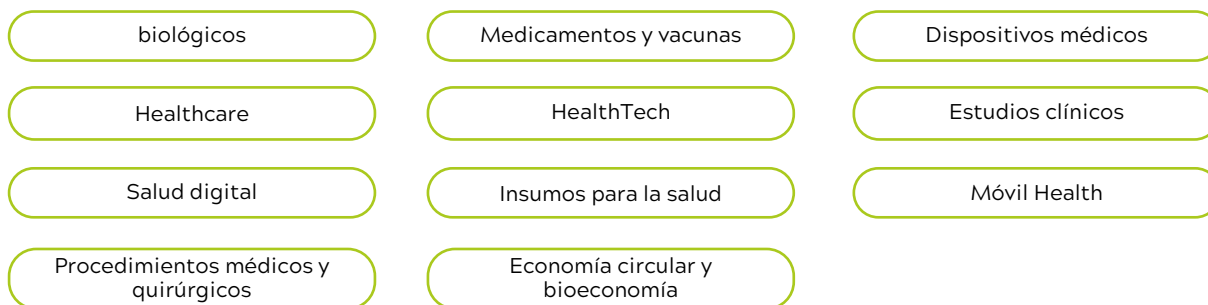 biológicos
Medicamentos y vacunas
Dispositivos médicos
Healthcare
HealthTech
Estudios clínicos
Salud digital
Insumos para la salud
Móvil Health
Procedimientos médicos y
quirúrgicos
Economía circular y
bioeconomía